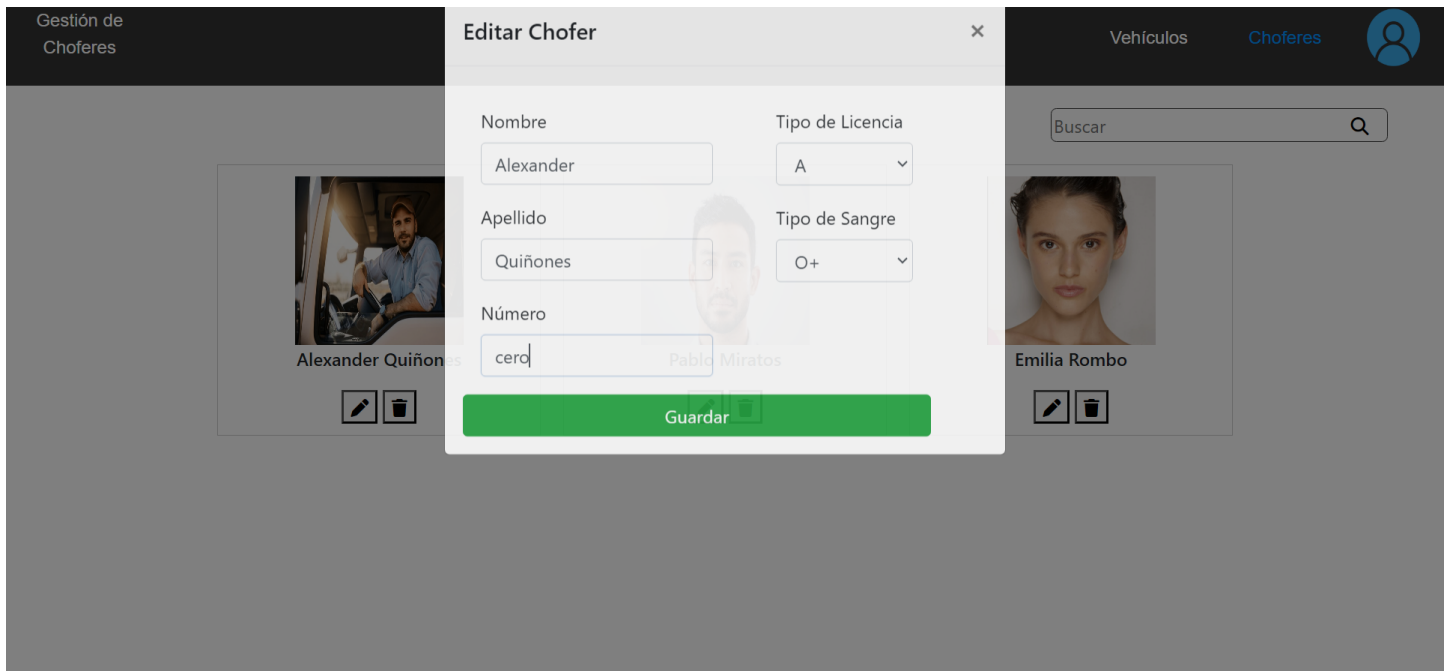 Gestión de
Choferes
Vehículos
Choferes
Editar Chofer
×
Buscar
Nombre
Tipo de Licencia
Alexander
A
Apellido
Tipo de Sangre
Quiñones
O+
Número
cero
Guardar
Alexander Quiñones
Pablo Miratos
Emilia Rombo